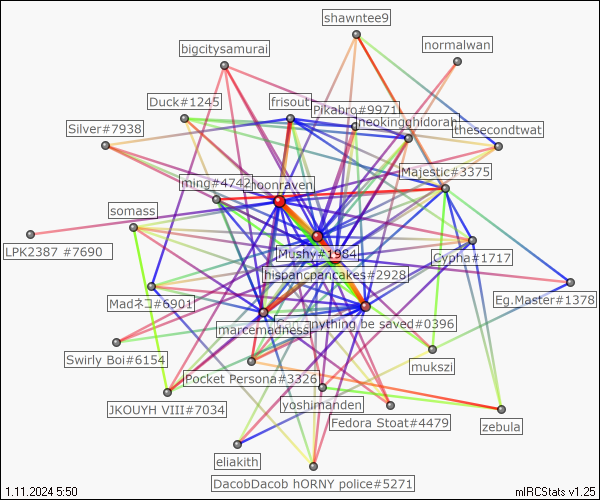 shawntee9
normalwan
bigcitysamurai
Duck#1245
frisout
Pikabro#9971
neokingghidorah
thesecondtwat
Silver#7938
Majestic#3375
ming#4742
somass
Mushy#1984
Cypha#1717
LPK2387 #7690
hispancpancakes#2928
Madネコ#6901
Eg.Master#1378
marcemadness
an anything be saved#0396
Swirly Boi#6154
mukszi
Pocket Persona#3326
JKOUYH VIII#7034
yoshimanden
Fedora Stoat#4479
zebula
eliakith
DacobDacob hORNY police#5271
1.11.2024 5:50
mIRCStats v1.25